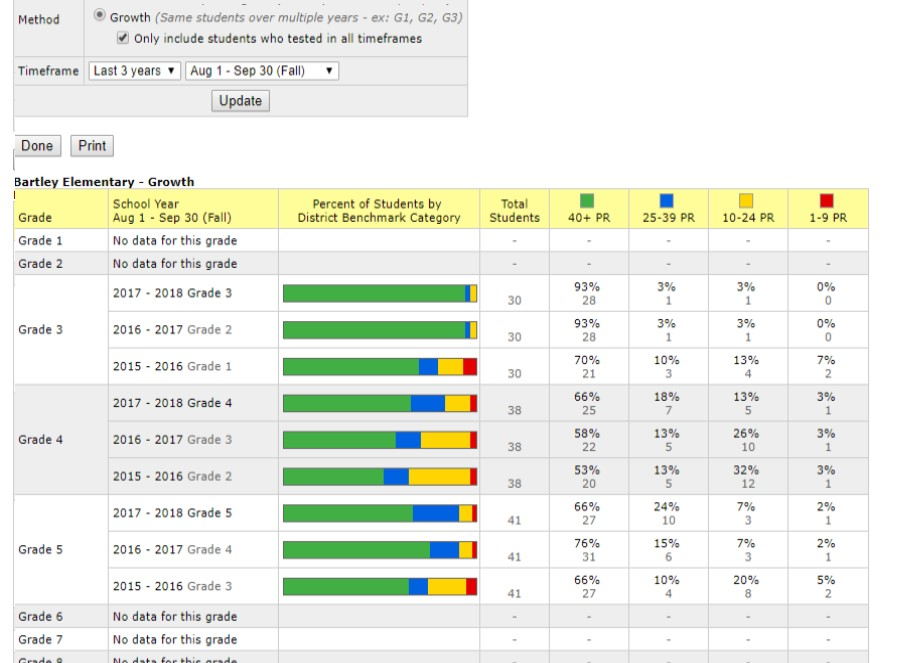 Method
Growth (Same students over multiple years - ex: G1, G2, G3)
Only include students who tested in all timeframes
Timeframe Last 3 years Aug 1 - Sep 30 (Fall)
Update
Done Print
Bartley Elementary - Growth
Grade School Year Aug 1 - Sep 30 (Fall) Percent of Students by District Benchmark Category Total Students 40+ PR 25-39 PR 10-24 PR 1-9 PR
Grade 1 No data for this grade - - - - -
Grade 2 No data for this grade - - - - -
Grade 3
2017 - 2018 Grade 3 30 93% 28 3% 1 3% 1 0% 0
2016 - 2017 Grade 2 30 93% 28 3% 1 3% 1 0% 0
2015 - 2016 Grade 1 30 70% 21 10% 3 13% 4 7% 2
Grade 4
2017 - 2018 Grade 4 38 66% 25 18% 7 13% 5 3% 1
2016 - 2017 Grade 3 38 58% 22 13% 5 26% 10 3% 1
2015 - 2016 Grade 2 38 53% 20 13% 5 32% 12 3% 1
Grade 5
2017 - 2018 Grade 5 41 66% 27 24% 10 7% 3 2% 1
2016 - 2017 Grade 4 41 76% 31 15% 6 7% 3 2% 1
2015 - 2016 Grade 3 41 66% 27 10% 4 20% 8 5% 2
Grade 6 No data for this grade - - - - -
Grade 7 No data for this grade - - - - -
Grade 8 No data for this grade - - - - -